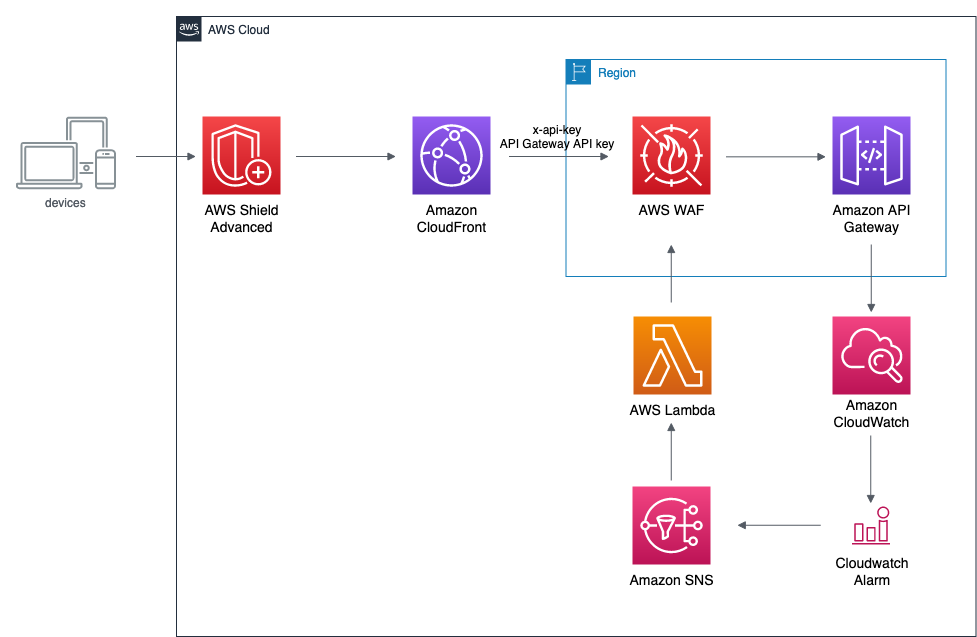 aws
AWS Cloud
Region
devices
AWS Shield
Advanced
Amazon
CloudFront
x-api-key
API Gateway API key
AWS WAF
Amazon API
Gateway
</>
AWS Lambda
Amazon
CloudWatch
Amazon SNS
Cloudwatch
Alarm